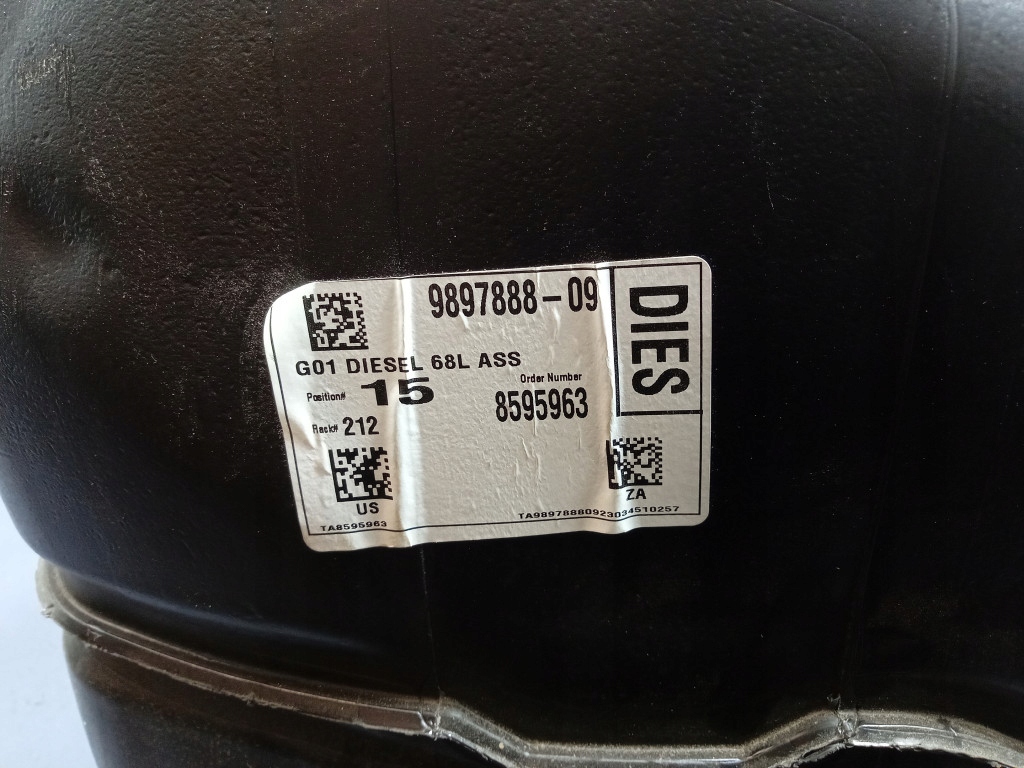 9897888-09
DIES
G01 DIESEL 68L ASS
Position# 15
Order Number
8595963
Rack# 212
US
ZA
TA8595963
TA98978880923034510257